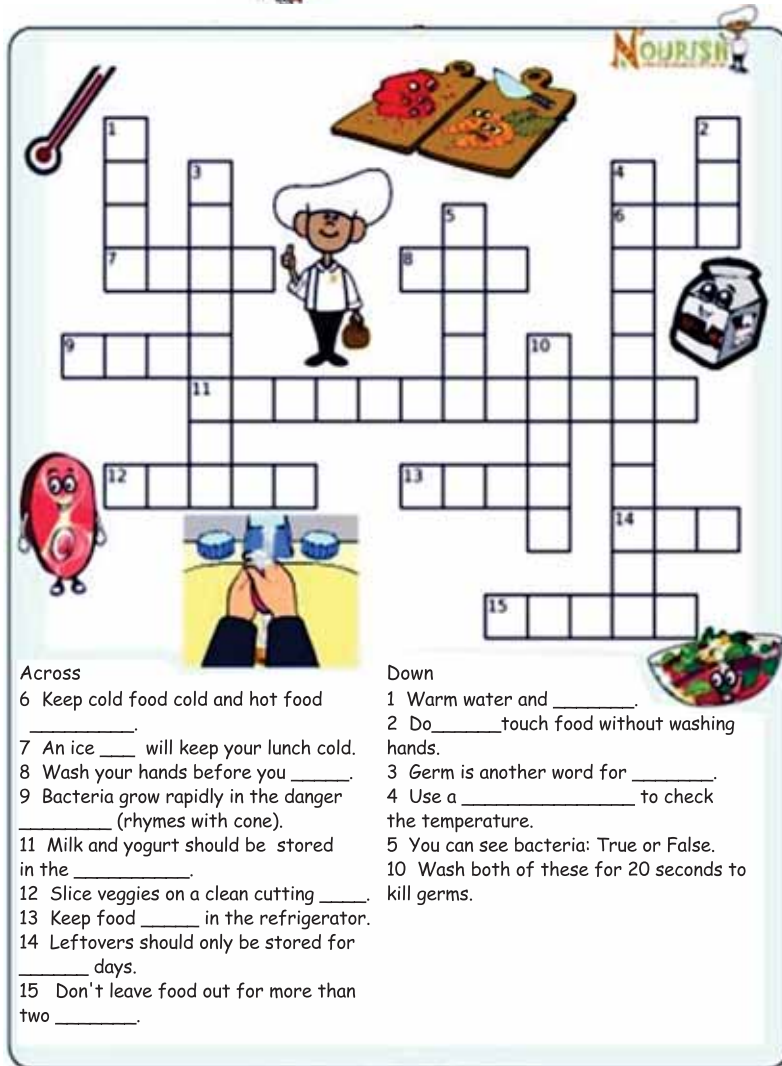 NOURISH
INTERACTIVE
1
2
3
4
5
6
7
8
9
10
11
12
13
14
15
Across
6 Keep cold food cold and hot food
_________.
7 An ice ___ will keep your lunch cold.
8 Wash your hands before you _____.
9 Bacteria grow rapidly in the danger
________ (rhymes with cone).
11 Milk and yogurt should be stored
in the __________.
12 Slice veggies on a clean cutting ____.
13 Keep food _____ in the refrigerator.
14 Leftovers should only be stored for
______ days.
15 Don't leave food out for more than
two _______.
Down
1 Warm water and _______.
2 Do______touch food without washing
hands.
3 Germ is another word for _______.
4 Use a _______________ to check
the temperature.
5 You can see bacteria: True or False.
10 Wash both of these for 20 seconds to
kill germs.